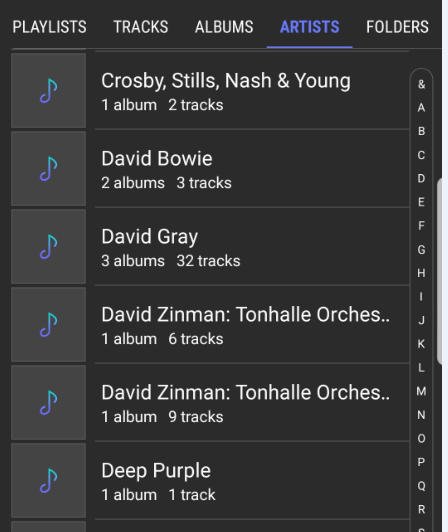 PLAYLISTS TRACKS ALBUMS ARTISTS FOLDERS
Crosby, Stills, Nash & Young
1 album 2 tracks
David Bowie
2 albums 3 tracks
David Gray
3 albums 32 tracks
David Zinman: Tonhalle Orches..
1 album 6 tracks
David Zinman: Tonhalle Orches..
1 album 9 tracks
Deep Purple
1 album 1 track
&
A
B
C
D
E
F
G
H
I
J
K
L
M
N
O
P
Q
R